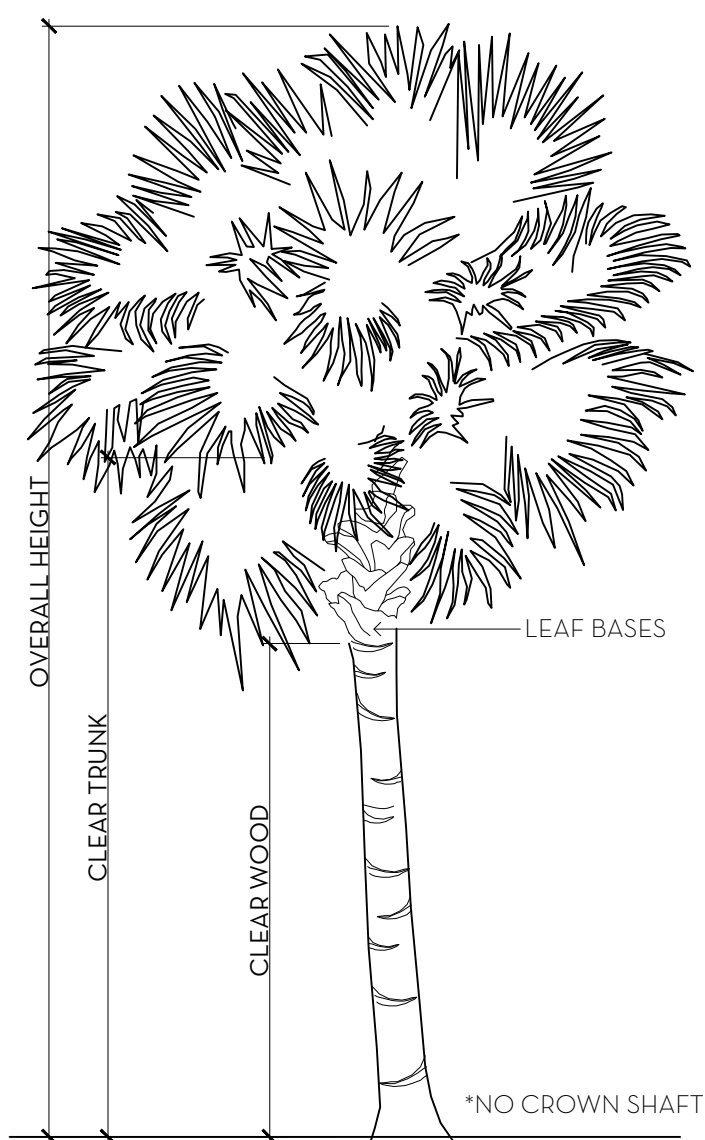 OVERALL HEIGHT
CLEAR TRUNK
CLEAR WOOD
LEAF BASES
*NO CROWN SHAFT